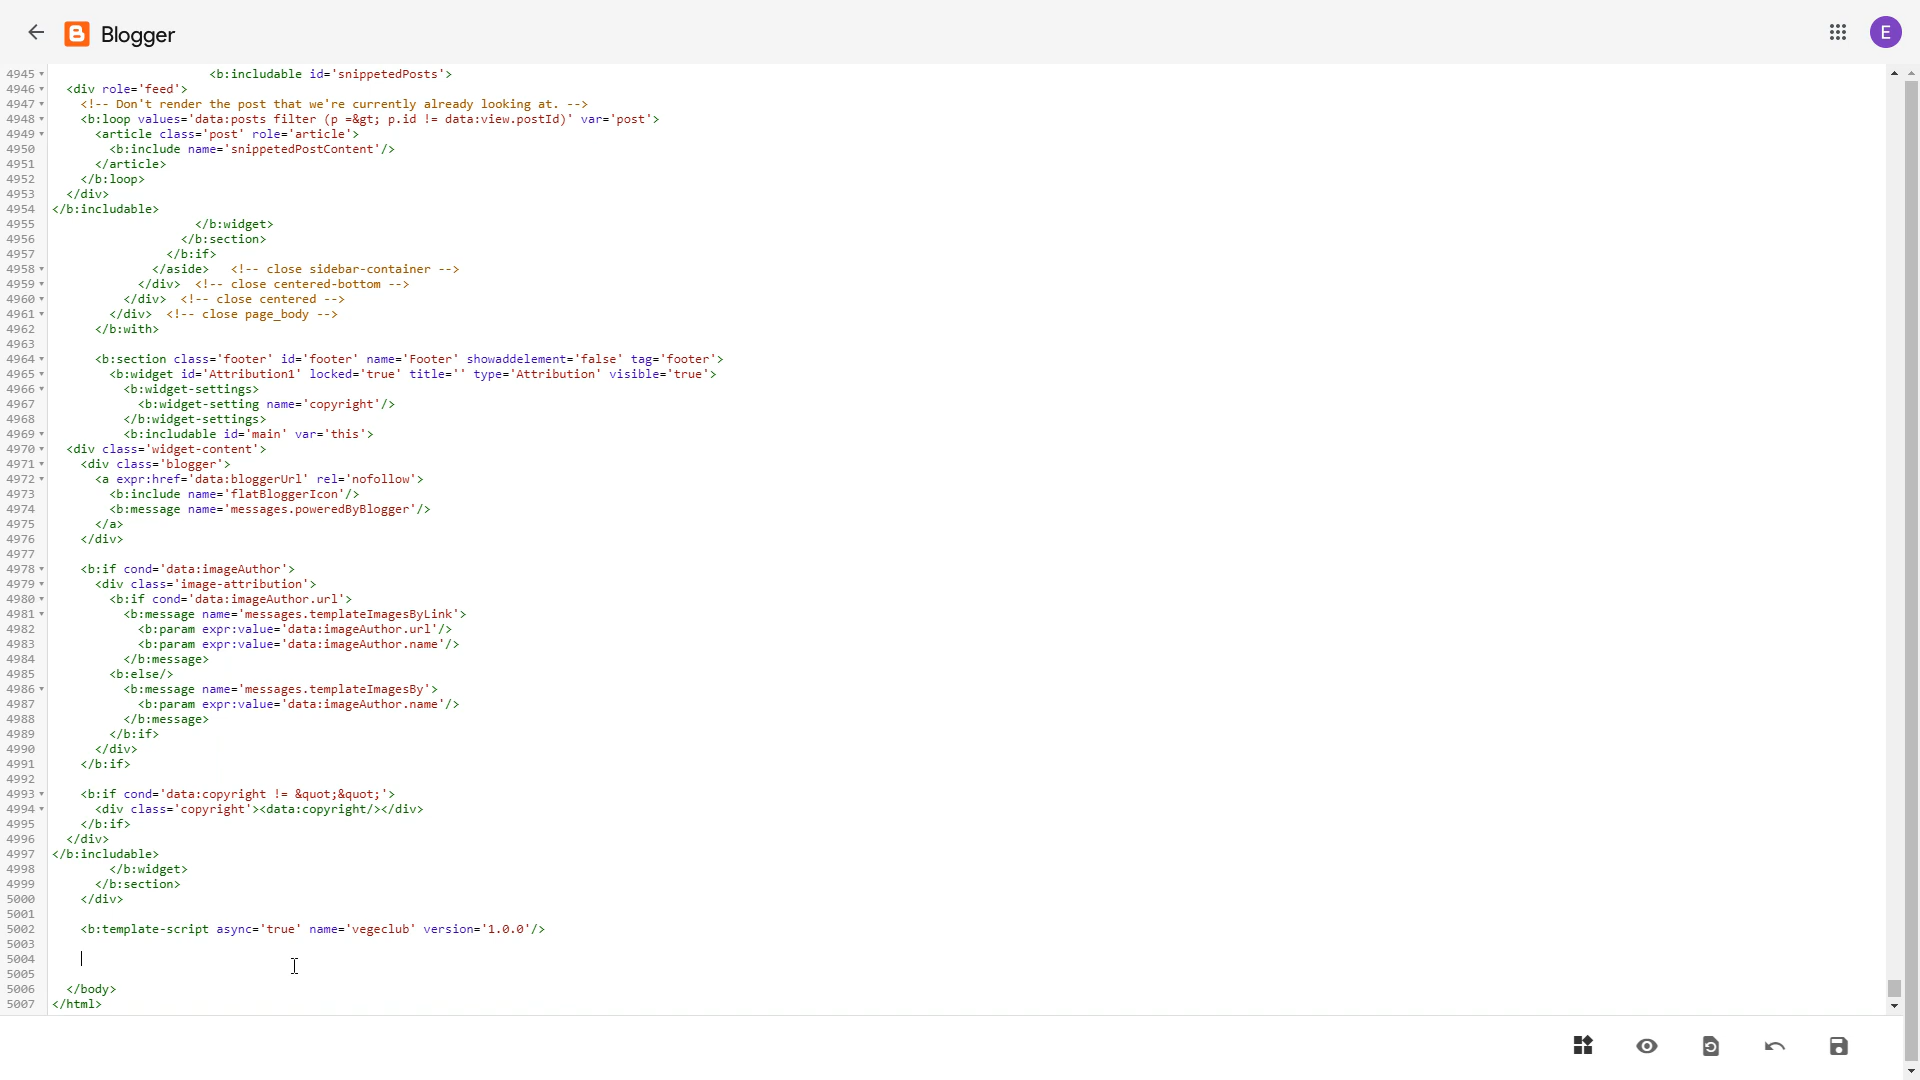 Blogger
E
4945 <b:includable id='snippetedPosts'>
4946 <div role='feed'>
4947 <!-- Don't render the post that we're currently already looking at. -->
4948 <b:loop values='data:posts filter (p =&gt; p.id != data:view.postId)' var='post'>
4949 <article class='post' role='article'>
4950 <b:include name='snippetedPostContent'/>
4951 </article>
4952 </b:loop>
4953 </div>
4954 </b:includable>
4955 </b:widget>
4956 </b:section>
4957 </b:if>
4958 </aside> <!-- close sidebar-container -->
4959 </div> <!-- close centered-bottom -->
4960 </div> <!-- close centered -->
4961 </div> <!-- close page_body -->
4962 </b:with>
4963
4964 <b:section class='footer' id='footer' name='Footer' showaddelement='false' tag='footer'>
4965 <b:widget id='Attribution1' locked='true' title='' type='Attribution' visible='true'>
4966 <b:widget-settings>
4967 <b:widget-setting name='copyright'/>
4968 </b:widget-settings>
4969 <b:includable id='main' var='this'>
4970 <div class='widget-content'>
4971 <div class='blogger'>
4972 <a expr:href='data:bloggerUrl' rel='nofollow'>
4973 <b:include name='flatBloggerIcon'/>
4974 <b:message name='messages.poweredByBlogger'/>
4975 </a>
4976 </div>
4977
4978 <b:if cond='data:imageAuthor'>
4979 <div class='image-attribution'>
4980 <b:if cond='data:imageAuthor.url'>
4981 <b:message name='messages.templateImagesByLink'>
4982 <b:param expr:value='data:imageAuthor.url'/>
4983 <b:param expr:value='data:imageAuthor.name'/>
4984 </b:message>
4985 <b:else/>
4986 <b:message name='messages.templateImagesBy'>
4987 <b:param expr:value='data:imageAuthor.name'/>
4988 </b:message>
4989 </b:if>
4990 </div>
4991 </b:if>
4992
4993 <b:if cond='data:copyright != &quot;&quot;'>
4994 <div class='copyright'><data:copyright/></div>
4995 </b:if>
4996 </div>
4997 </b:includable>
4998 </b:widget>
4999 </b:section>
5000 </div>
5001
5002 <b:template-script async='true' name='vegeclub' version='1.0.0'/>
5003
5004
5005
5006 </body>
5007 </html>